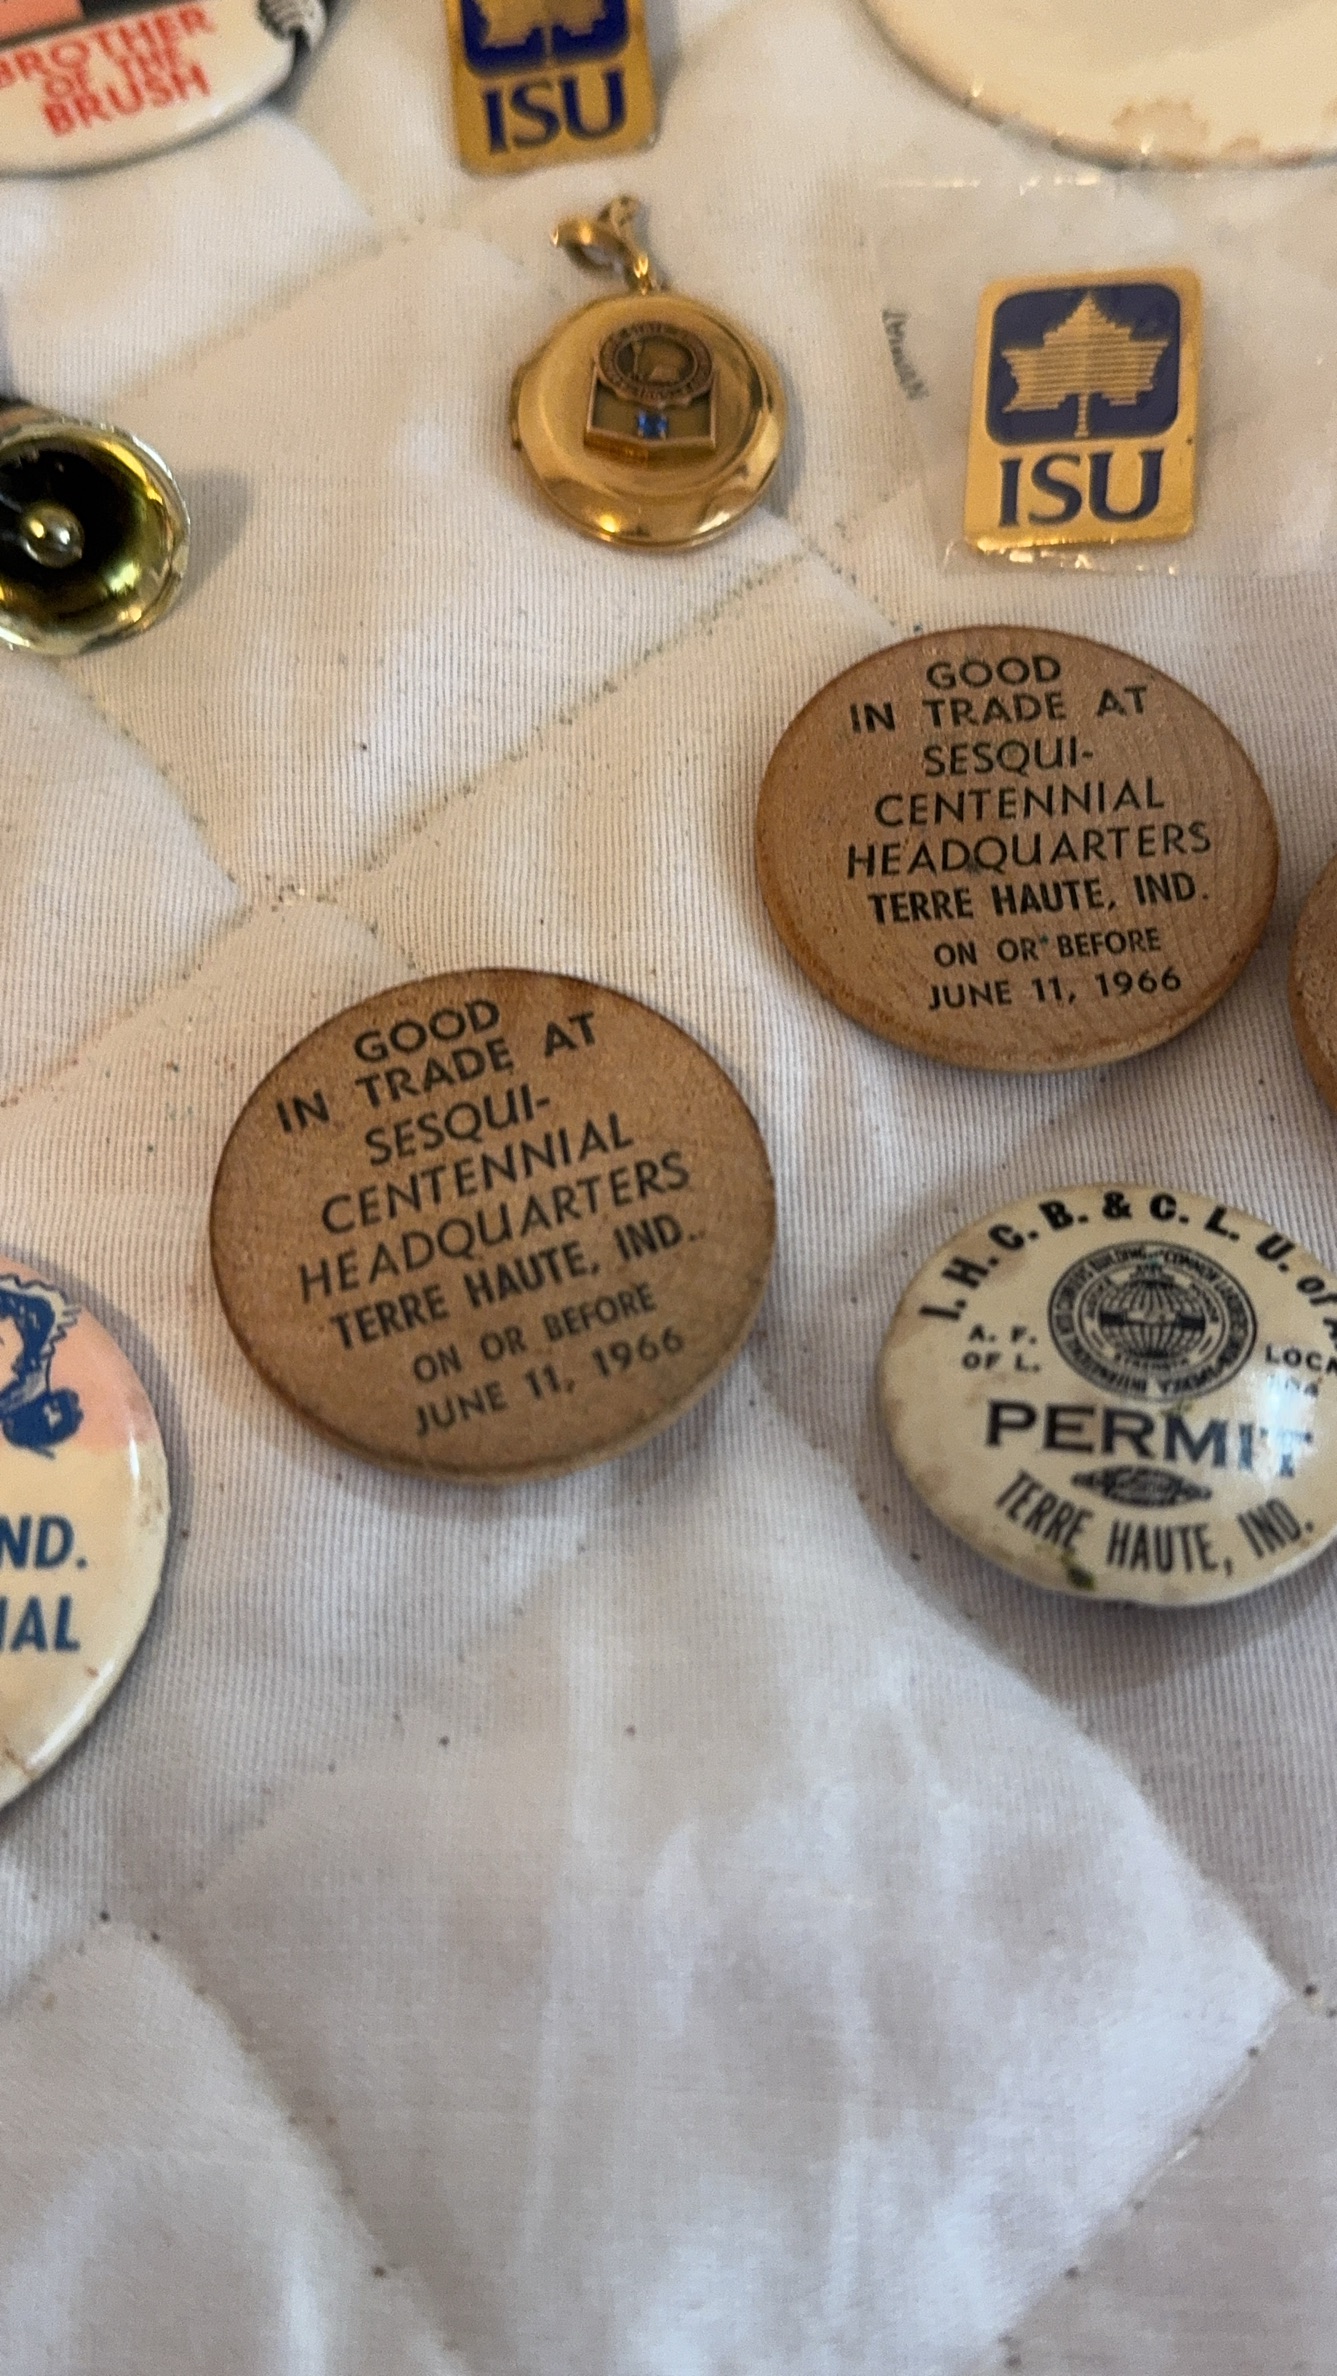 BROTHER
OF THE
BRUSH
ISU
ISU
GOOD
IN TRADE AT
SESQUI-
CENTENNIAL
HEADQUARTERS
TERRE HAUTE, IND.
ON OR BEFORE
JUNE 11, 1966
GOOD
IN TRADE AT
SESQUI-
CENTENNIAL
HEADQUARTERS
TERRE HAUTE, IND.
ON OR BEFORE
JUNE 11, 1966
I. H. C. B. & C. L. U. of A
A. F.
OF L.
LOCA
PERMIT
TERRE HAUTE, IND.
ND.
IAL